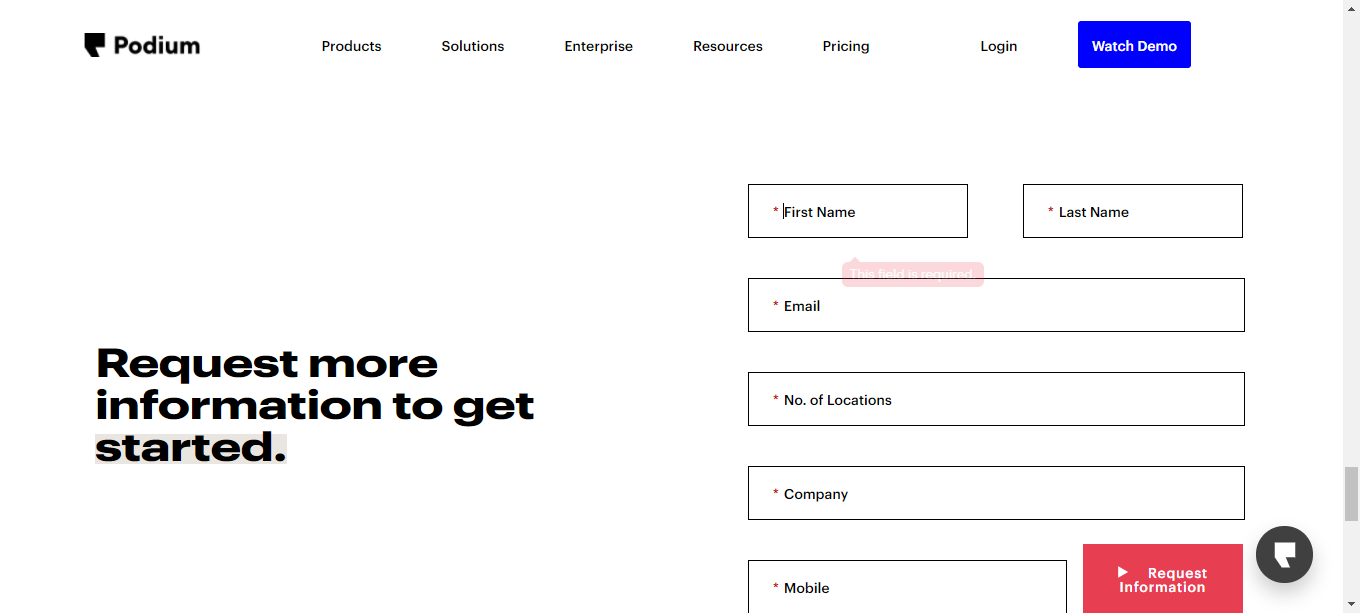 Podium
Products Solutions Enterprise Resources Pricing Login Watch Demo
* First Name
* Last Name
This field is required.
* Email
Request more
information to get
started.
* No. of Locations
* Company
* Mobile
Request
Information